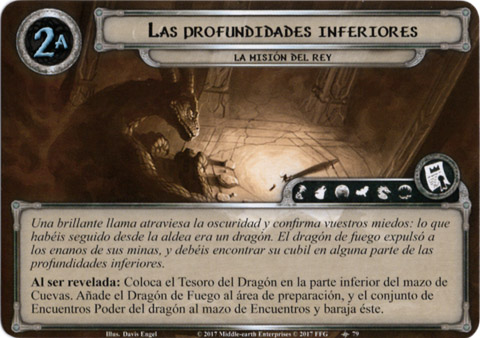 2A
Las profundidades inferiores
La misión del Rey
Una brillante llama atraviesa la oscuridad y confirma vuestros miedos: lo que
habéis seguido desde la aldea era un dragón. El dragón de fuego expulsó a
los enanos de sus minas, y debéis encontrar su cubil en alguna parte de las
profundidades inferiores.
Al ser revelada: Coloca el Tesoro del Dragón en la parte inferior del mazo de
Cuevas. Añade el Dragón de Fuego al área de preparación, y el conjunto de
Encuentros Poder del dragón al mazo de Encuentros y baraja éste.
Illus. Davis Engel © 2017 Middle-earth Enterprises © 2017 FFG 79